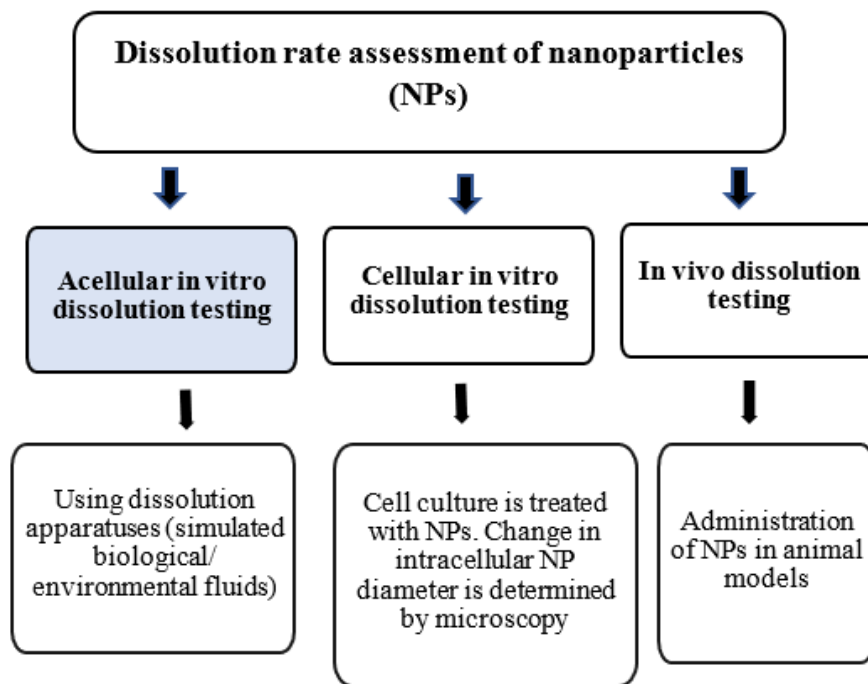 Dissolution rate assessment of nanoparticles
(NPs)
Acellular in vitro
dissolution testing
Cellular in vitro
dissolution testing
In vivo dissolution
testing
Using dissolution
apparatuses (simulated
biological/
environmental fluids)
Cell culture is treated
with NPs. Change in
intracellular NP
diameter is determined
by microscopy
Administration
of NPs in animal
models